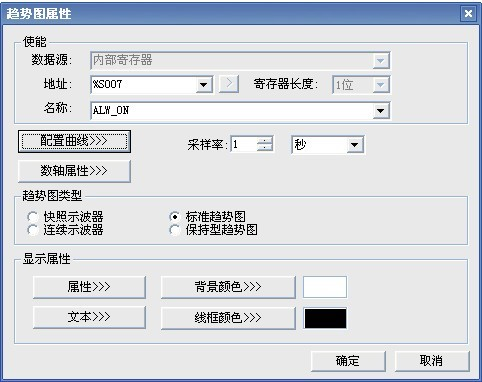 趋势图属性
使能
数据源: 内部寄存器
地址: %S007 > 寄存器长度: 1位
名称: ALW_ON
配置曲线>>> 采样率: 1 秒
数轴属性>>>
趋势图类型
快照示波器 标准趋势图
连续示波器 保持型趋势图
显示属性
属性>>> 背景颜色>>>
文本>>> 线框颜色>>>
确定 取消